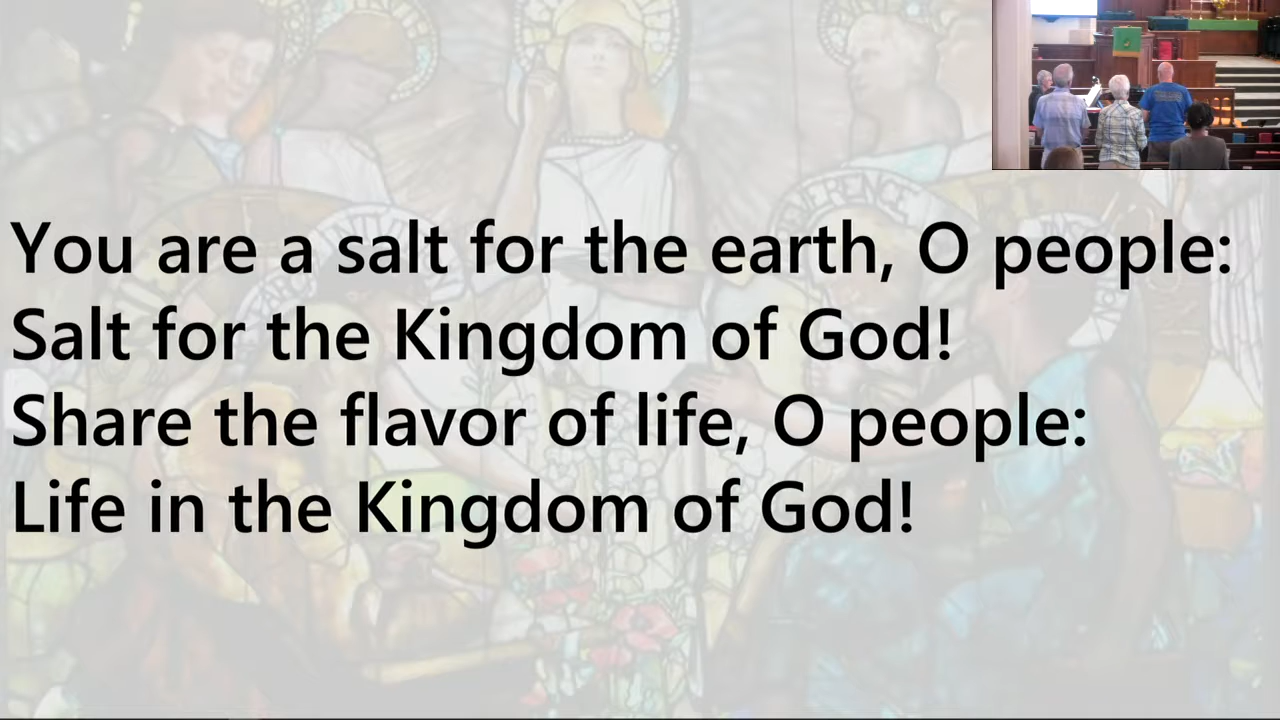 You are a salt for the earth, O people:
Salt for the Kingdom of God!
Share the flavor of life, O people:
Life in the Kingdom of God!